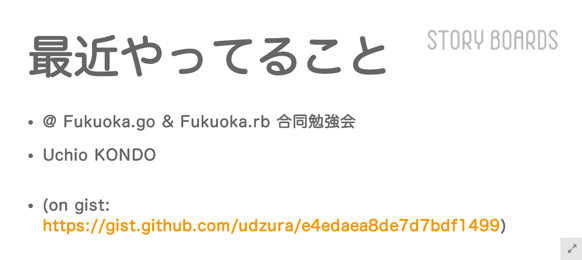 最近やってること
STORY BOARDS
• @ Fukuoka.go & Fukuoka.rb 合同勉強会
• Uchio KONDO
• (on gist:
https://gist.github.com/udzura/e4edaea8de7d7bdf1499)